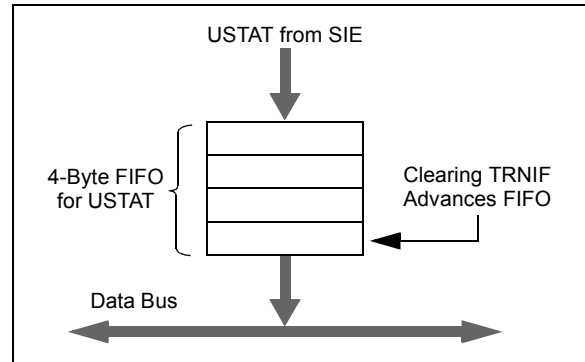 USTAT from SIE
4-Byte FIFO
for USTAT
Clearing TRNIF
Advances FIFO
Data Bus